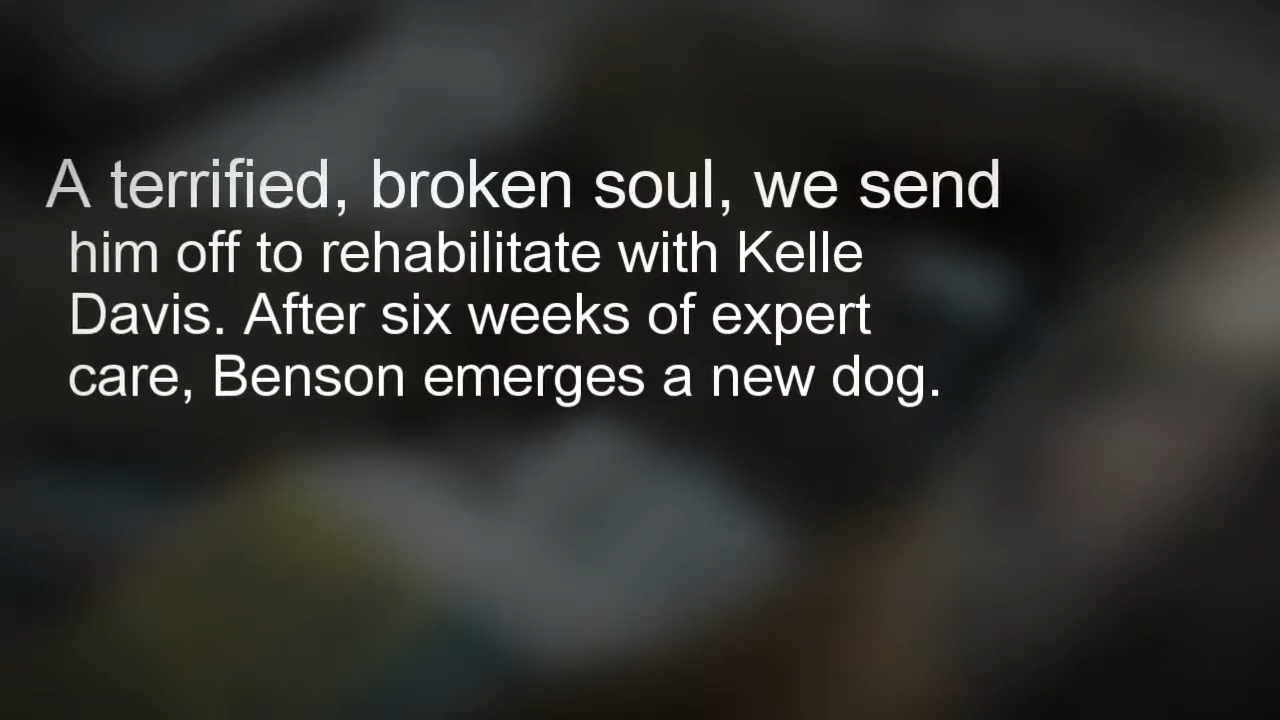 A terrified, broken soul, we send
him off to rehabilitate with Kelle
Davis. After six weeks of expert
care, Benson emerges a new dog.